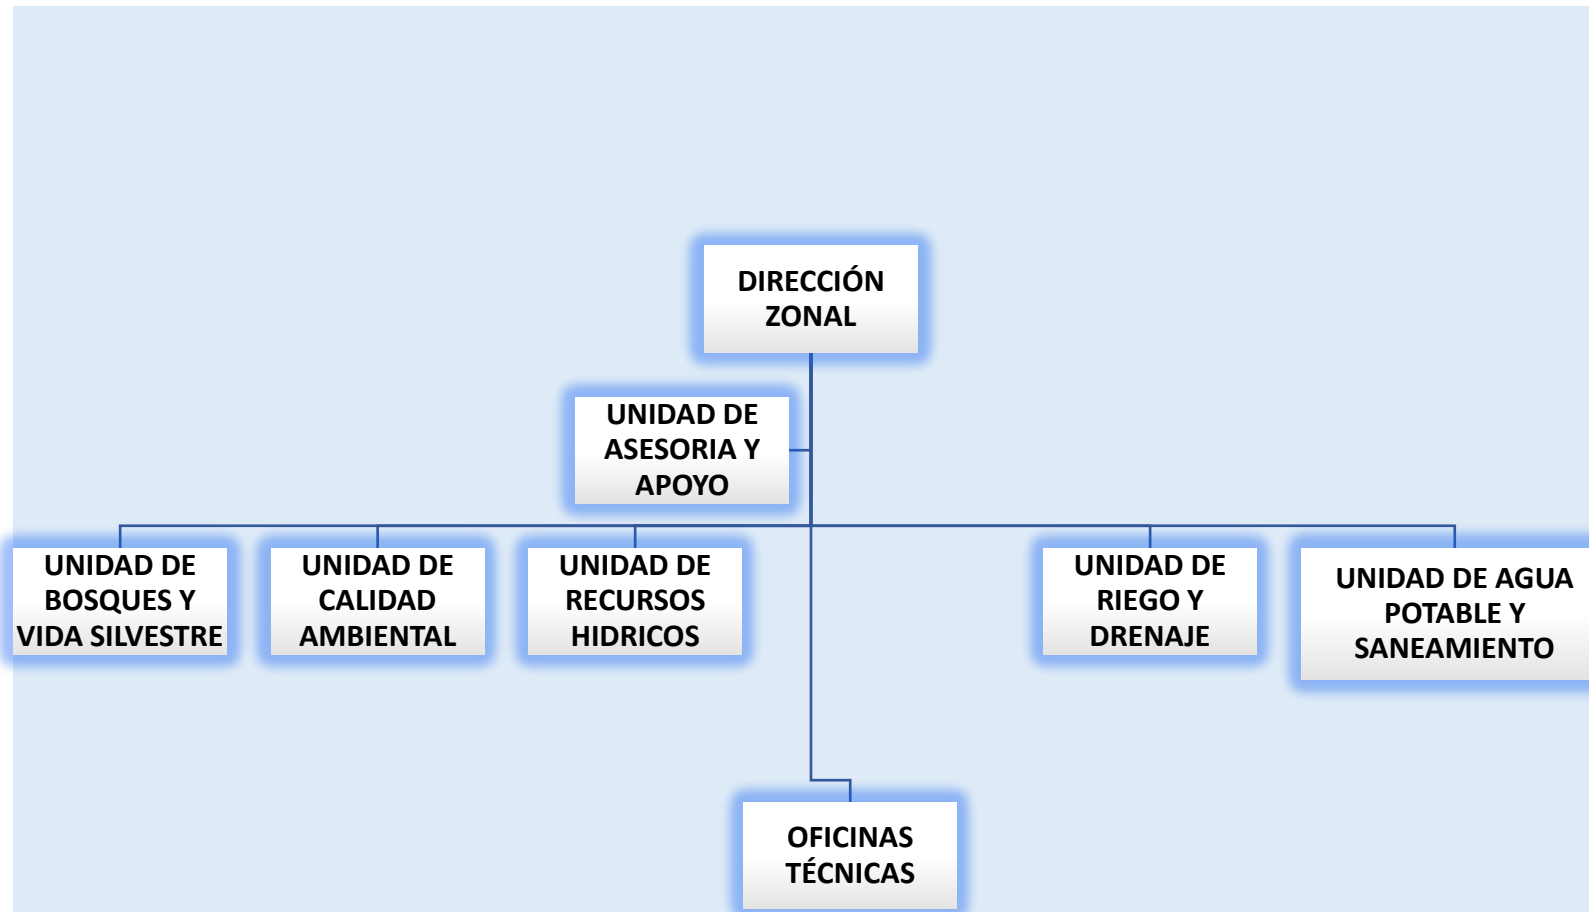 DIRECCIÓN
ZONAL
UNIDAD DE
ASESORIA Y
APOYO
UNIDAD DE
BOSQUES Y
VIDA SILVESTRE
UNIDAD DE
CALIDAD
AMBIENTAL
UNIDAD DE
RECURSOS
HIDRICOS
UNIDAD DE
RIEGO Y
DRENAJE
UNIDAD DE AGUA
POTABLE Y
SANEAMIENTO
OFICINAS
TÉCNICAS